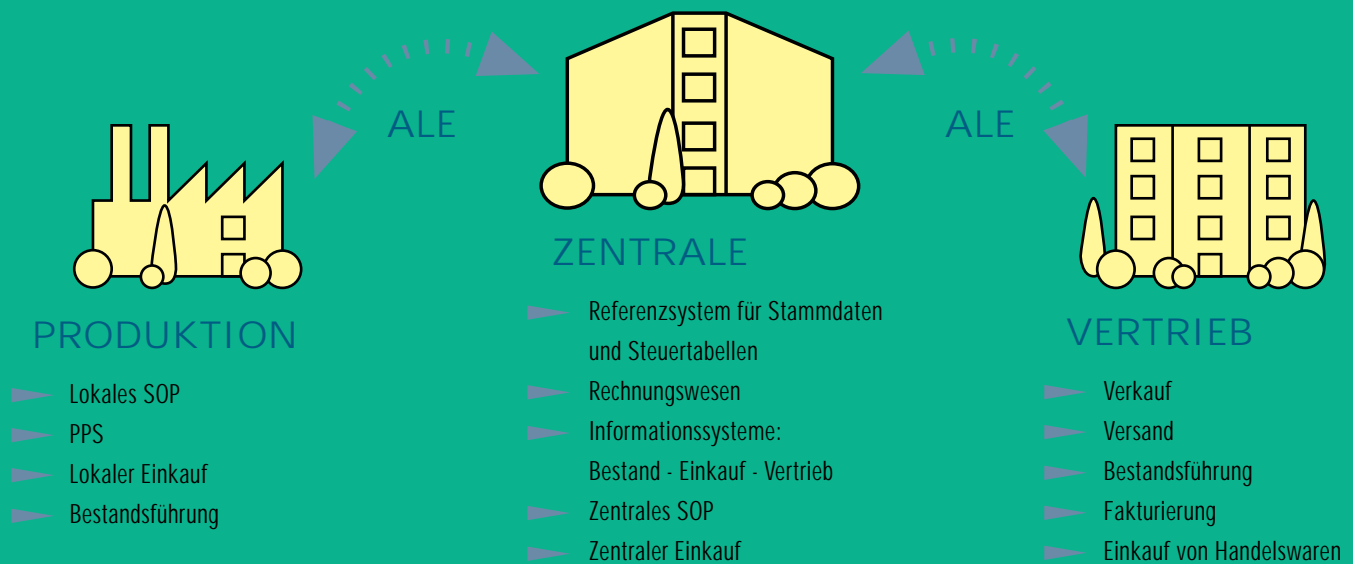 ALE
ALE
PRODUKTION
Lokales SOP
PPS
Lokaler Einkauf
Bestandsführung
ZENTRALE
Referenzsystem für Stammdaten
und Steuertabellen
Rechnungswesen
Informationssysteme:
Bestand - Einkauf - Vertrieb
Zentrales SOP
Zentraler Einkauf
VERTRIEB
Verkauf
Versand
Bestandsführung
Fakturierung
Einkauf von Handelswaren